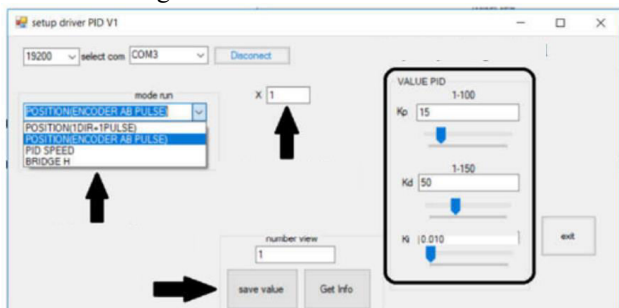 setup driver PID V1
19200 select com COM3 Disconect
mode run
POSITION(ENCODER AB PULSE)
POSITION(1DIR+1PULSE)
POSITION(ENCODER AB PULSE)
PID SPEED
BRIDGE H
X 1
VALUE PID
1-100
Kp 15
1-150
Kd 50
Ki 0.010
number view
1
save value Get Info
exit